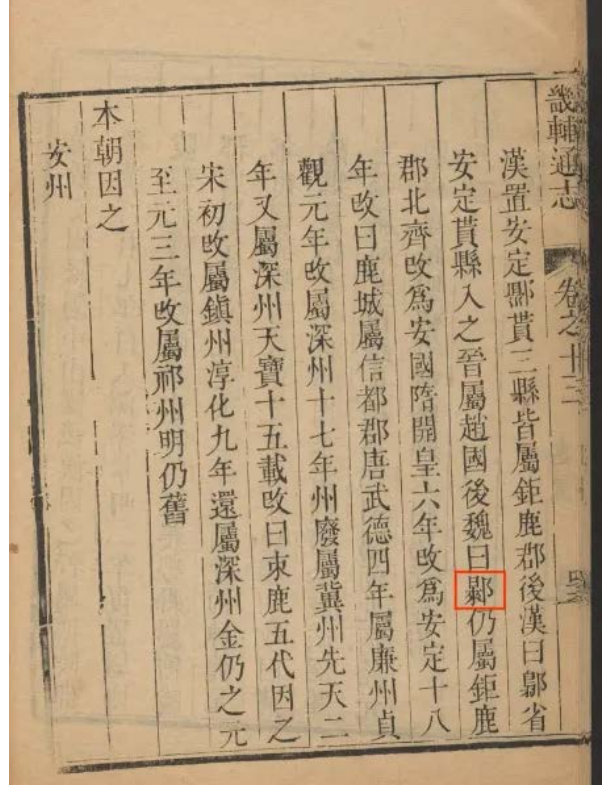 畿輔通志 卷之十三
漢置安定鄡貰三縣皆屬鉅鹿郡後漢曰鄡省
安定貰縣入之晉屬趙國後魏曰郻仍屬鉅鹿
郡北齊改爲安國隋開皇六年改爲安定十八
年改曰鹿城屬信都郡唐武德四年屬廉州貞
觀元年改屬深州十七年州廢屬冀州先天二
年又屬深州天寶十五載改曰束鹿五代因之
宋初改屬鎮州淳化九年還屬深州金仍之元
至元三年改屬祁州明仍舊
本朝因之
安州